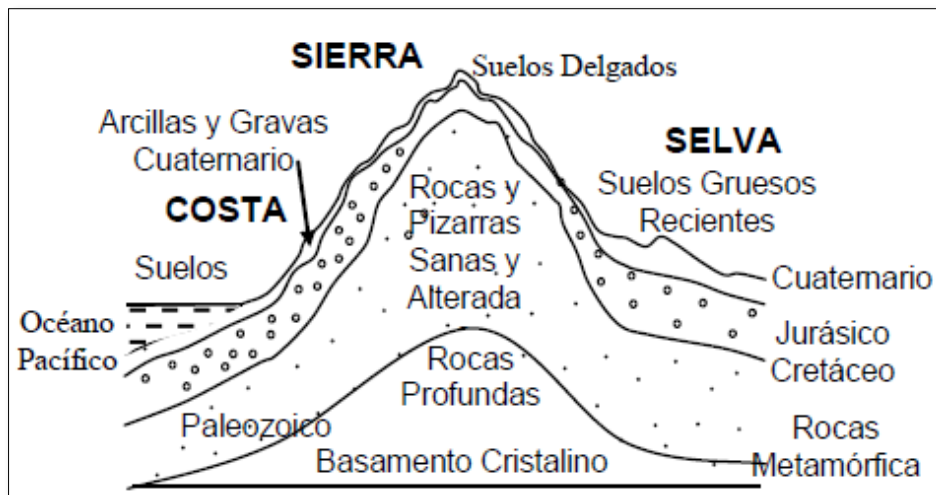 SIERRA
Suelos Delgados
Arcillas y Gravas
Cuaternario
SELVA
Suelos Gruesos
Recientes
COSTA
Rocas y
Pizarras
Sanas y
Alterada
Suelos
Cuaternario
Océano
Pacífico
Jurásico
Cretáceo
Rocas
Profundas
Paleozoico
Rocas
Metamórfica
Basamento Cristalino